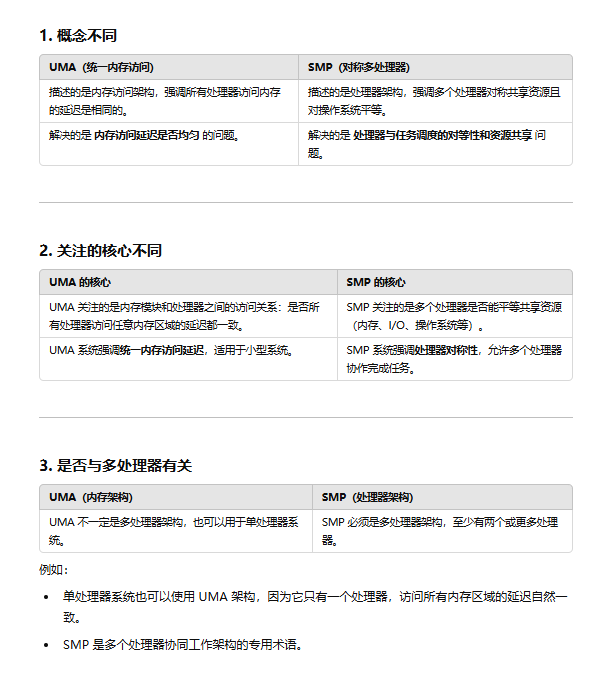 1. 概念不同
UMA（统一内存访问） SMP（对称多处理器）
描述的是内存访问架构，强调所有处理器访问内存 描述的是处理器架构，强调多个处理器对称共享资源且
的延迟是相同的。 对操作系统平等。
解决的是 内存访问延迟是否均匀 的问题。 解决的是 处理器与任务调度的对等性和资源共享 问
题。
2. 关注的核心不同
UMA 的核心 SMP 的核心
UMA 关注的是内存模块和处理器之间的访问关系：是否所 SMP 关注的是多个处理器是否能平等共享资源
有处理器访问任意内存区域的延迟都一致。 （内存、I/O、操作系统等）。
UMA 系统强调统一内存访问延迟，适用于小型系统。 SMP 系统强调处理器对称性，允许多个处理器
协作完成任务。
3. 是否与多处理器有关
UMA（内存架构） SMP（处理器架构）
UMA 不一定是多处理器架构，也可以用于单处理器系 SMP 必须是多处理器架构，至少有两个或更多处理
统。 器。
例如：
• 单处理器系统也可以使用 UMA 架构，因为它只有一个处理器，访问所有内存区域的延迟自然一
致。
• SMP 是多个处理器协同工作架构的专用术语。